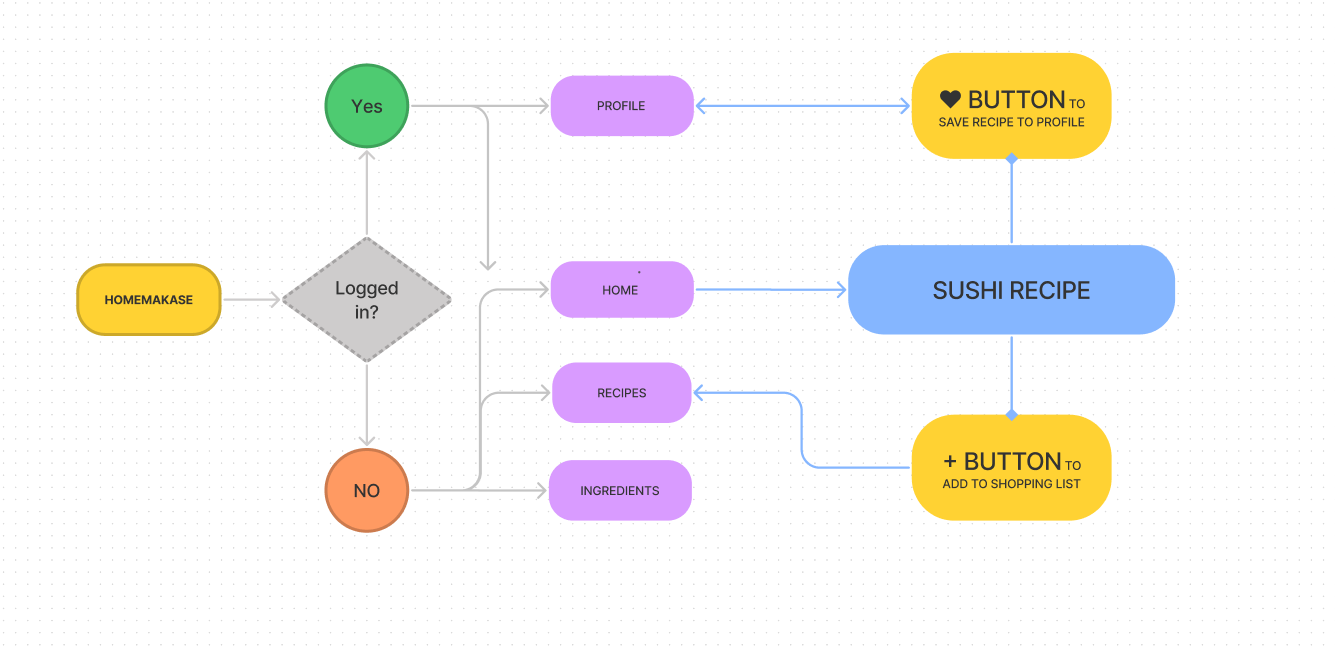 Yes
PROFILE
♥ BUTTON TO
SAVE RECIPE TO PROFILE
HOMEMAKASE
Logged
in?
HOME
SUSHI RECIPE
RECIPES
+ BUTTON TO
ADD TO SHOPPING LIST
NO
INGREDIENTS